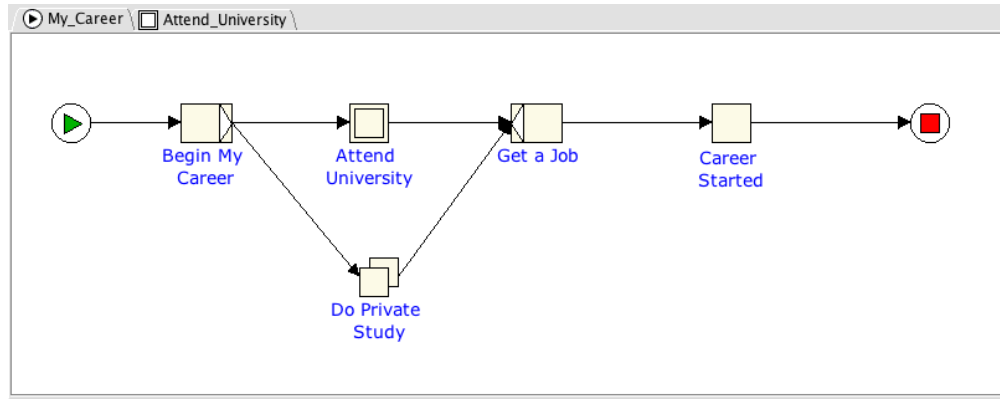 My_Career
Attend_University
Begin My
Career
Attend
University
Get a Job
Career
Started
Do Private
Study